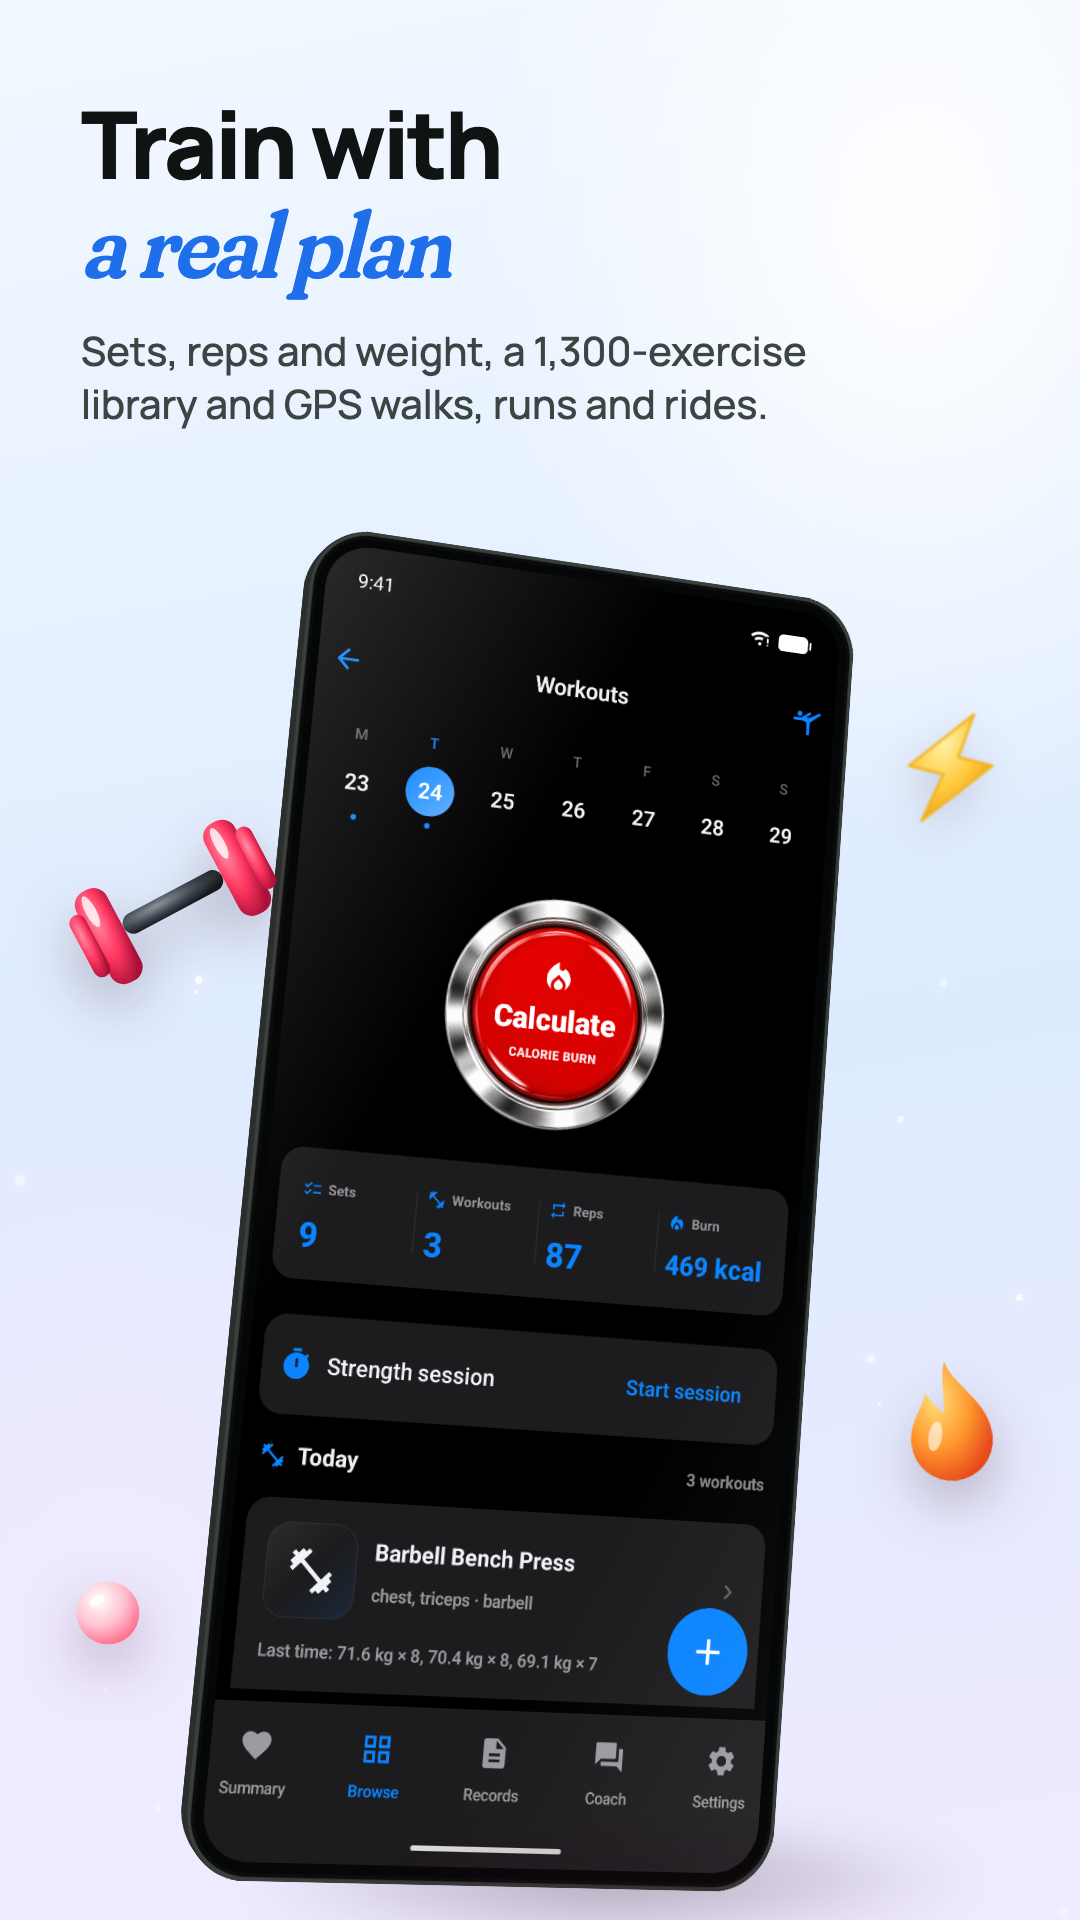 Train with
a real plan
Sets, reps and weight, a 1,300-exercise
library and GPS walks, runs and rides.
9:41
Workouts
M T W T F S S
23 24 25 26 27 28 29
Calculate
CALORIE BURN
Sets Workouts Reps Burn
9 3 87 469 kcal
Strength session Start session
Today 3 workouts
Barbell Bench Press
chest, triceps · barbell
Last time: 71.6 kg × 8, 70.4 kg × 8, 69.1 kg × 7
Summary Browse Records Coach Settings